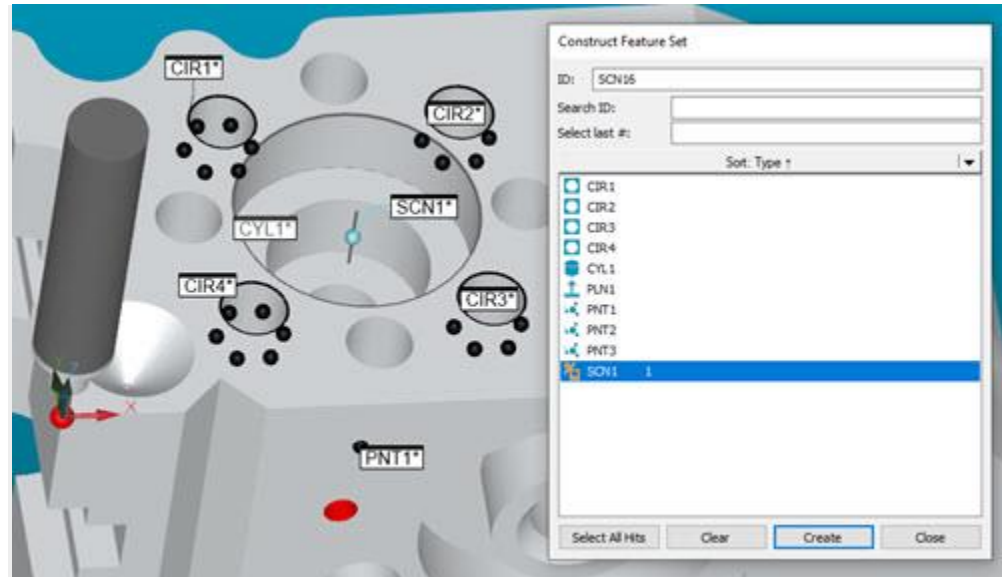 CIR1*
CIR2*
SCN1*
CYL1*
CIR4*
CIR3*
PNT1*
X
Construct Feature Set
ID: SCN16
Search ID:
Select last #:
Sort: Type ↑
CIR1
CIR2
CIR3
CIR4
CYL1
PLN1
PNT1
PNT2
PNT3
SCN1 1
Select All Hits Clear Create Close